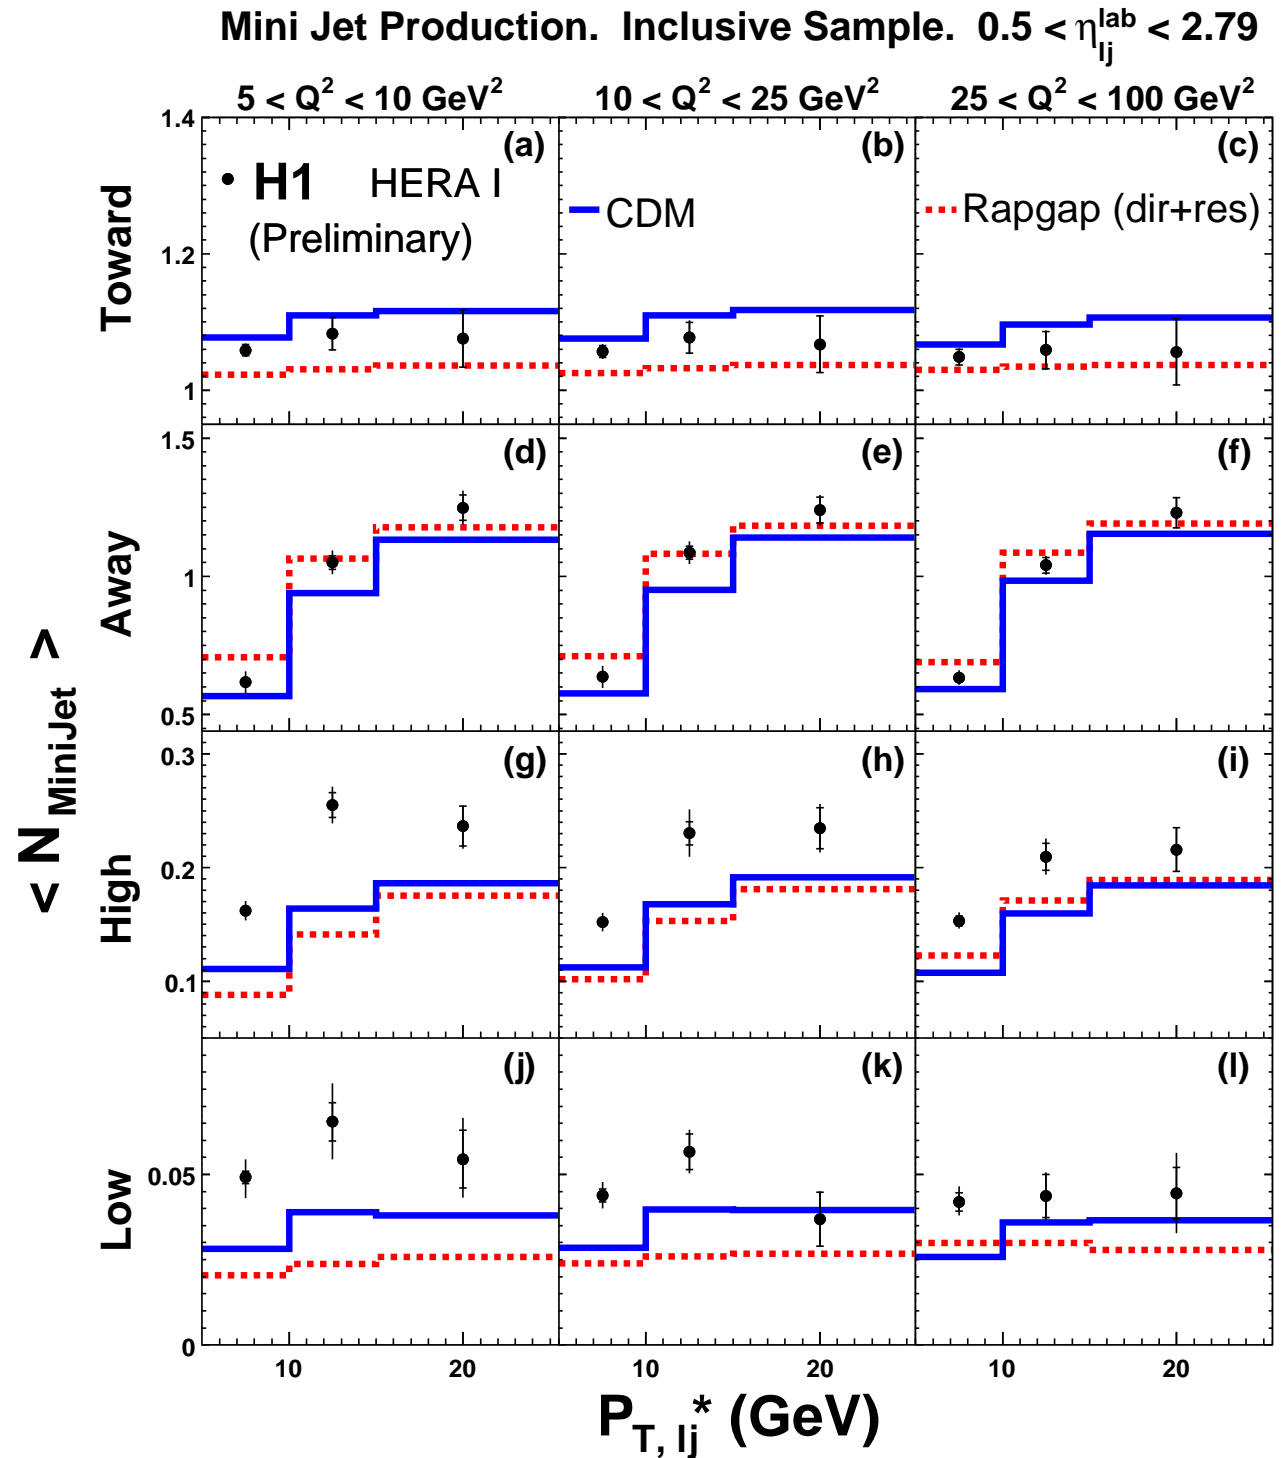 Mini Jet Production. Inclusive Sample. 0.5 < η_lj^lab < 2.79
5 < Q² < 10 GeV² 10 < Q² < 25 GeV² 25 < Q² < 100 GeV²
1.4
(a) (b) (c)
H1 HERA I
(Preliminary)
CDM
Rapgap (dir+res)
Toward
1.2
1
1.5
(d) (e) (f)
Away
1
0.5
< N_MiniJet >
0.3
(g) (h) (i)
High
0.2
0.1
(j) (k) (l)
Low
0.05
0
10 20 10 20 10 20
P_T, lj* (GeV)